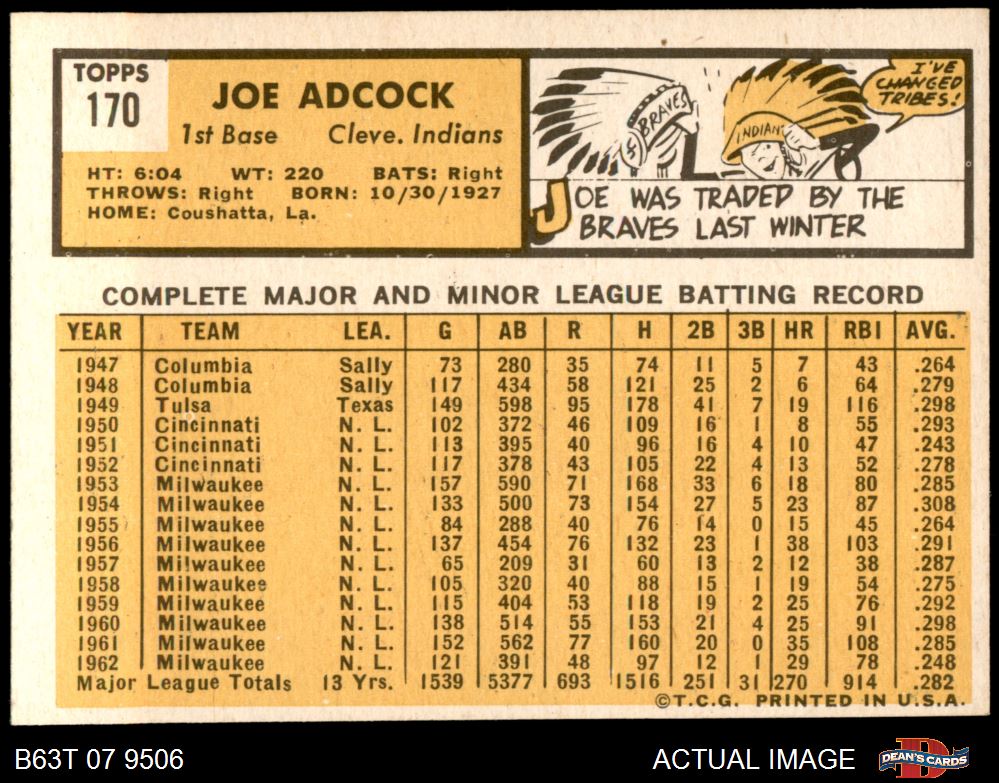 TOPPS
170
JOE ADCOCK
1st Base Cleve. Indians
HT: 6:04 WT: 220 BATS: Right
THROWS: Right BORN: 10/30/1927
HOME: Coushatta, La.
BRAVES
INDIAN
I'VE
CHANGED
TRIBES!
JOE WAS TRADED BY THE
BRAVES LAST WINTER
COMPLETE MAJOR AND MINOR LEAGUE BATTING RECORD
YEAR TEAM LEA. G AB R H 2B 3B HR RBI AVG.
1947 Columbia Sally 73 280 35 74 11 5 7 43 .264
1948 Columbia Sally 117 434 58 121 25 2 6 64 .279
1949 Tulsa Texas 149 598 95 178 41 7 19 116 .298
1950 Cincinnati N. L. 102 372 46 109 16 1 8 55 .293
1951 Cincinnati N. L. 113 395 40 96 16 4 10 47 .243
1952 Cincinnati N. L. 117 378 43 105 22 4 13 52 .278
1953 Milwaukee N. L. 157 590 71 168 33 6 18 80 .285
1954 Milwaukee N. L. 133 500 73 154 27 5 23 87 .308
1955 Milwaukee N. L. 84 288 40 76 14 0 15 45 .264
1956 Milwaukee N. L. 137 454 76 132 23 1 38 103 .291
1957 Milwaukee N. L. 65 209 31 60 13 2 12 38 .287
1958 Milwaukee N. L. 105 320 40 88 15 1 19 54 .275
1959 Milwaukee N. L. 115 404 53 118 19 2 25 76 .292
1960 Milwaukee N. L. 138 514 55 153 21 4 25 91 .298
1961 Milwaukee N. L. 152 562 77 160 20 0 35 108 .285
1962 Milwaukee N. L. 121 391 48 97 12 1 29 78 .248
Major League Totals 13 Yrs. 1539 5377 693 1516 251 31 270 914 .282
©T.C.G. PRINTED IN U.S.A.
B63T 07 9506 ACTUAL IMAGE DEAN'S CARDS